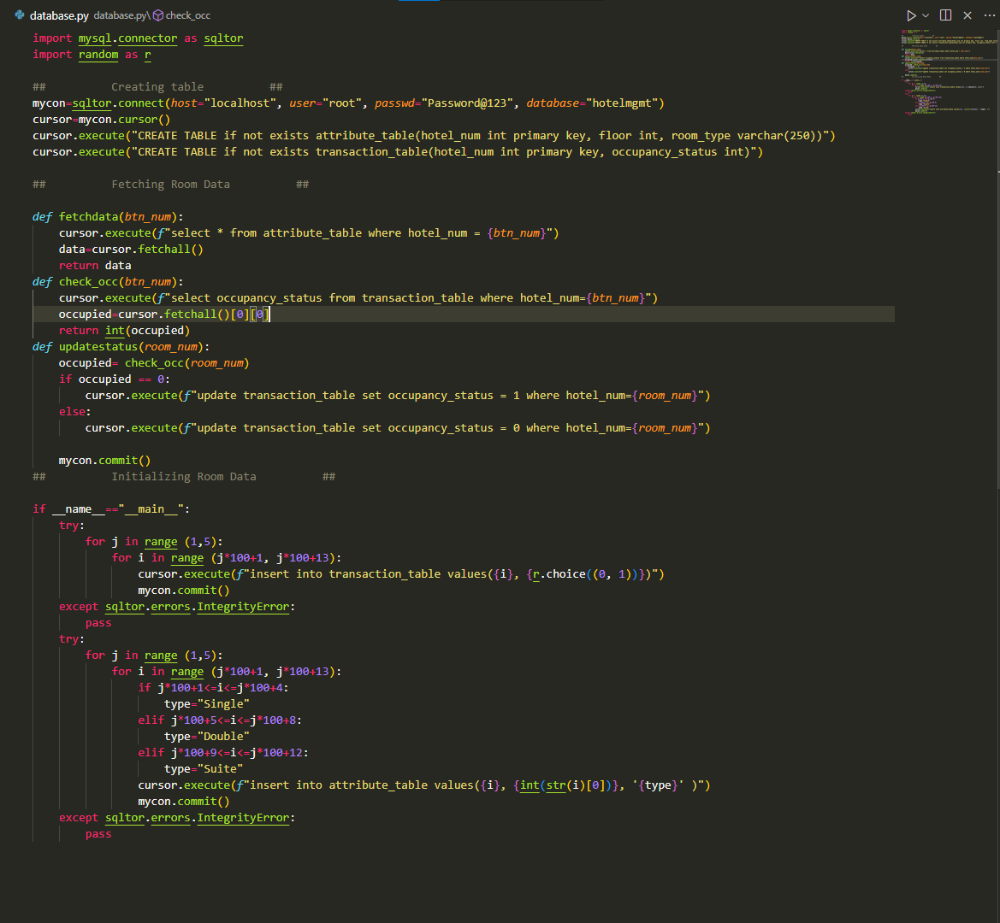 database.py database.py\ check_occ
import mysql.connector as sqltor
import random as r
## Creating table ##
mycon=sqltor.connect(host="localhost", user="root", passwd="Password@123", database="hotelmgmt")
cursor=mycon.cursor()
cursor.execute("CREATE TABLE if not exists attribute_table(hotel_num int primary key, floor int, room_type varchar(250))")
cursor.execute("CREATE TABLE if not exists transaction_table(hotel_num int primary key, occupancy_status int)")
## Fetching Room Data ##
def fetchdata(btn_num):
    cursor.execute(f"select * from attribute_table where hotel_num = {btn_num}")
    data=cursor.fetchall()
    return data
def check_occ(btn_num):
    cursor.execute(f"select occupancy_status from transaction_table where hotel_num={btn_num}")
    occupied=cursor.fetchall()[0][0]
    return int(occupied)
def updatestatus(room_num):
    occupied= check_occ(room_num)
    if occupied == 0:
        cursor.execute(f"update transaction_table set occupancy_status = 1 where hotel_num={room_num}")
    else:
        cursor.execute(f"update transaction_table set occupancy_status = 0 where hotel_num={room_num}")
    mycon.commit()
## Initializing Room Data ##
if __name__=="__main__":
    try:
        for j in range (1,5):
            for i in range (j*100+1, j*100+13):
                cursor.execute(f"insert into transaction_table values({i}, {r.choice((0, 1))})")
                mycon.commit()
    except sqltor.errors.IntegrityError:
        pass
    try:
        for j in range (1,5):
            for i in range (j*100+1, j*100+13):
                if j*100+1<=i<=j*100+4:
                    type="Single"
                elif j*100+5<=i<=j*100+8:
                    type="Double"
                elif j*100+9<=i<=j*100+12:
                    type="Suite"
                cursor.execute(f"insert into attribute_table values({i}, {int(str(i)[0])}, '{type}' )")
                mycon.commit()
    except sqltor.errors.IntegrityError:
        pass